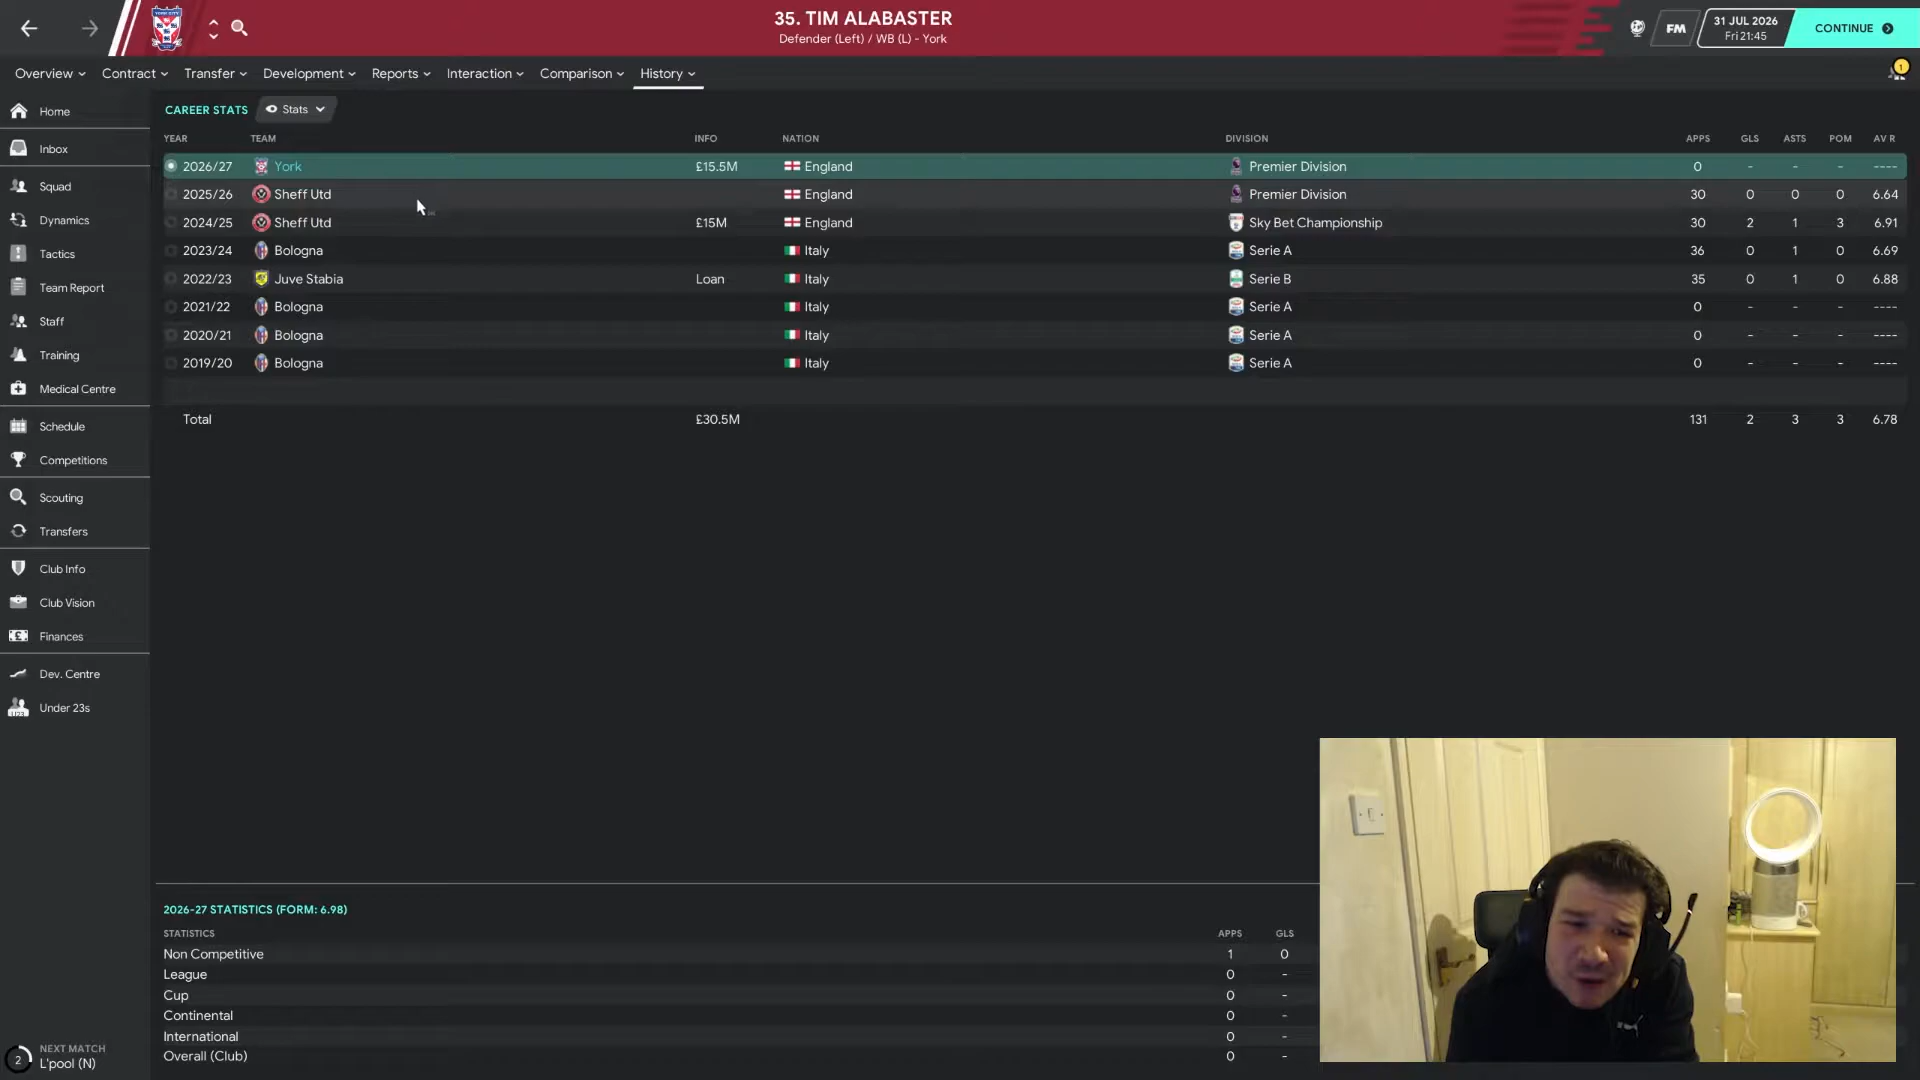 35. TIM ALABASTER
Defender (Left) / WB (L) - York
FM
31 JUL 2026
Fri 21:45
CONTINUE
Overview
Contract
Transfer
Development
Reports
Interaction
Comparison
History
1
Home
Inbox
Squad
Dynamics
Tactics
Team Report
Staff
Training
Medical Centre
Schedule
Competitions
Scouting
Transfers
Club Info
Club Vision
Finances
Dev. Centre
Under 23s
2
NEXT MATCH
L'pool (N)
CAREER STATS Stats
YEAR TEAM INFO NATION DIVISION APPS GLS ASTS POM AV R
2026/27 York £15.5M England Premier Division 0 - - - ----
2025/26 Sheff Utd England Premier Division 30 0 0 0 6.64
2024/25 Sheff Utd £15M England Sky Bet Championship 30 2 1 3 6.91
2023/24 Bologna Italy Serie A 36 0 1 0 6.69
2022/23 Juve Stabia Loan Italy Serie B 35 0 1 0 6.88
2021/22 Bologna Italy Serie A 0 - - - ----
2020/21 Bologna Italy Serie A 0 - - - ----
2019/20 Bologna Italy Serie A 0 - - - ----
Total £30.5M 131 2 3 3 6.78
2026-27 STATISTICS (FORM: 6.98)
STATISTICS APPS GLS
Non Competitive 1 0
League 0 -
Cup 0 -
Continental 0 -
International 0 -
Overall (Club) 0 -